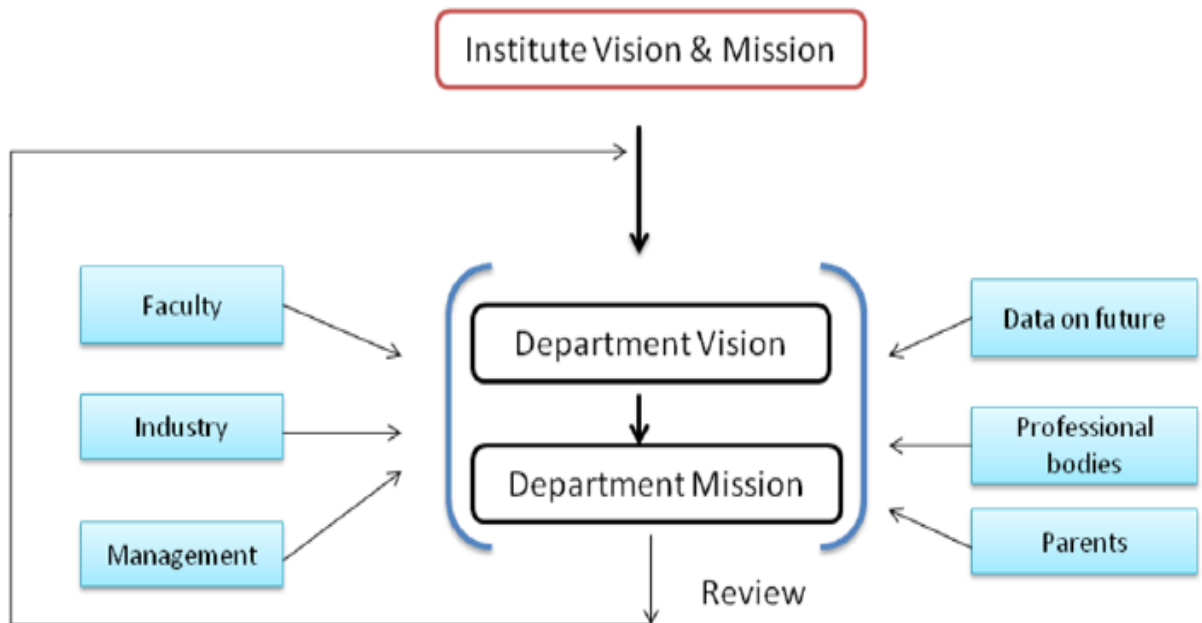 Institute Vision & Mission
Faculty
Data on future
Department Vision
Industry
Professional
bodies
Department Mission
Management
Parents
Review